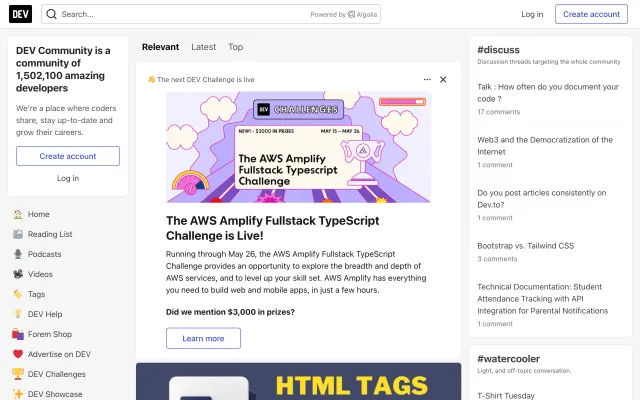 DEV
Search...
Powered by Algolia
Log in
Create account
DEV Community is a
community of
1,502,100 amazing
developers
We're a place where coders
share, stay up-to-date and
grow their careers.
Create account
Log in
Home
Reading List
Podcasts
Videos
Tags
DEV Help
Forem Shop
Advertise on DEV
DEV Challenges
DEV Showcase
Relevant
Latest
Top
The next DEV Challenge is live
DEV CHALLENGES
NEW! - $3000 IN PRIZES
MAY 15 - MAY 26
The AWS Amplify
Fullstack Typescript
Challenge
The AWS Amplify Fullstack TypeScript
Challenge is Live!
Running through May 26, the AWS Amplify Fullstack TypeScript
Challenge provides an opportunity to explore the breadth and depth of
AWS services, and to level up your skill set. AWS Amplify has everything
you need to build web and mobile apps, in just a few hours.
Did we mention $3,000 in prizes?
Learn more
HTML TAGS
#discuss
Discussion threads targeting the whole community
Talk : How often do you document your
code ?
17 comments
Web3 and the Democratization of the
Internet
1 comment
Do you post articles consistently on
Dev.to?
1 comment
Bootstrap vs. Tailwind CSS
3 comments
Technical Documentation: Student
Attendance Tracking with API
Integration for Parental Notifications
1 comment
#watercooler
Light, and off-topic conversation.
T-Shirt Tuesday